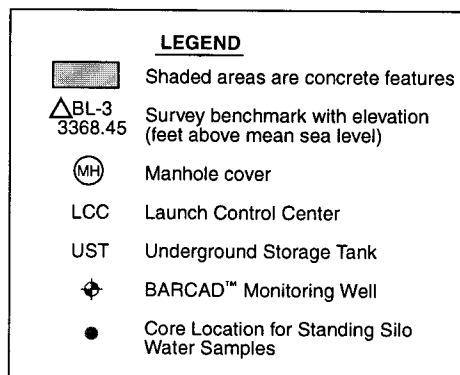 LEGEND
Shaded areas are concrete features
△BL-3 Survey benchmark with elevation
3368.45 (feet above mean sea level)
MH Manhole cover
LCC Launch Control Center
UST Underground Storage Tank
BARCAD™ Monitoring Well
Core Location for Standing Silo
Water Samples